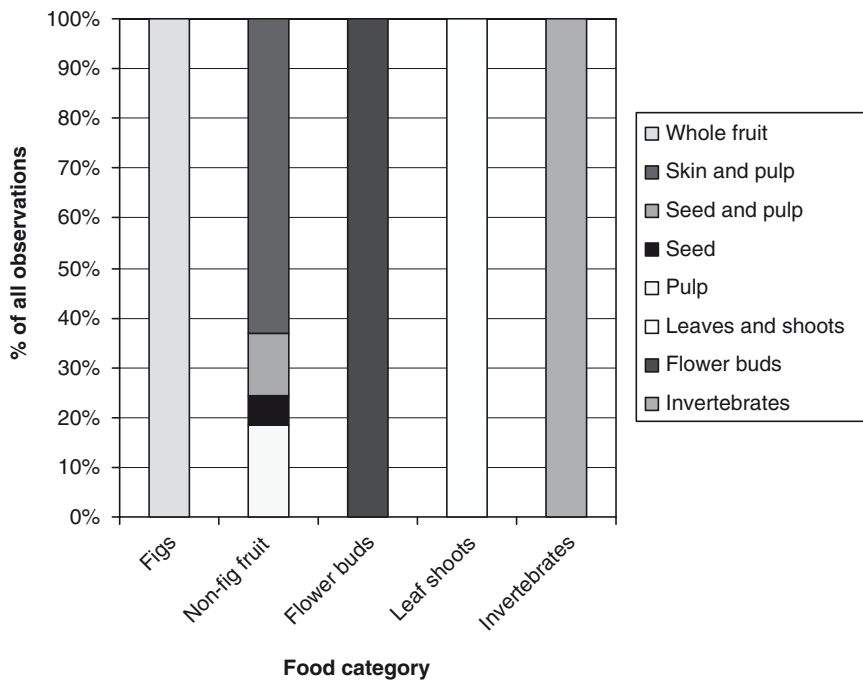 100%
90%
80%
70%
60%
50%
40%
30%
20%
10%
0%
% of all observations
Figs
Non-fig fruit
Flower buds
Leaf shoots
Invertebrates
Food category
Whole fruit
Skin and pulp
Seed and pulp
Seed
Pulp
Leaves and shoots
Flower buds
Invertebrates